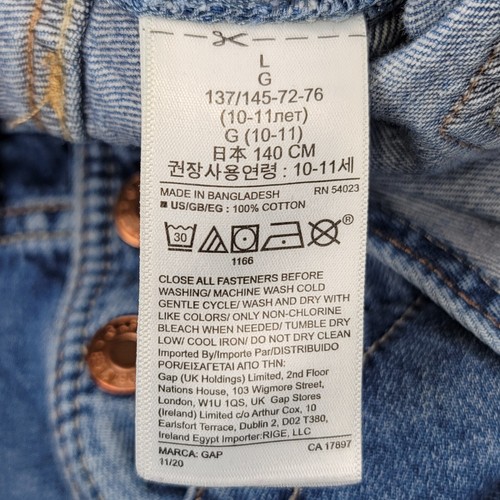 L
G
137/145-72-76
(10-11лет)
G (10-11)
日本 140 CM
권장사용연령 : 10-11세
MADE IN BANGLADESH RN 54023
US/GB/EG : 100% COTTON
30
®
1166
CLOSE ALL FASTENERS BEFORE
WASHING/ MACHINE WASH COLD
GENTLE CYCLE/ WASH AND DRY WITH
LIKE COLORS/ ONLY NON-CHLORINE
BLEACH WHEN NEEDED/ TUMBLE DRY
LOW/ COOL IRON/ DO NOT DRY CLEAN
Imported By/Importe Par/DISTRIBUIDO
POR/ΕΙΣΑΓΕΤΑΙ ΑΠΟ ΤΗΝ:
Gap (UK Holdings) Limited, 2nd Floor
Nations House, 103 Wigmore Street,
London, W1U 1QS, UK Gap Stores
(Ireland) Limited c/o Arthur Cox, 10
Earlsfort Terrace, Dublin 2, D02 T380,
Ireland Egypt Importer:RIGE, LLC
MARCA: GAP CA 17897
11/20